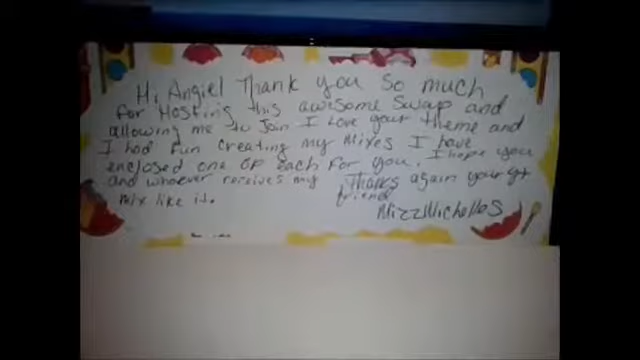 Hi, Angie! Thank you so much
for Hosting this awesome swap and
allowing me to join I Love your theme and
I had fun creating my mixes I have
enclosed one of each for you. I hope you
and whoever receives my
mix like it.
Thanks again your yt
friend
MizzMichelleS